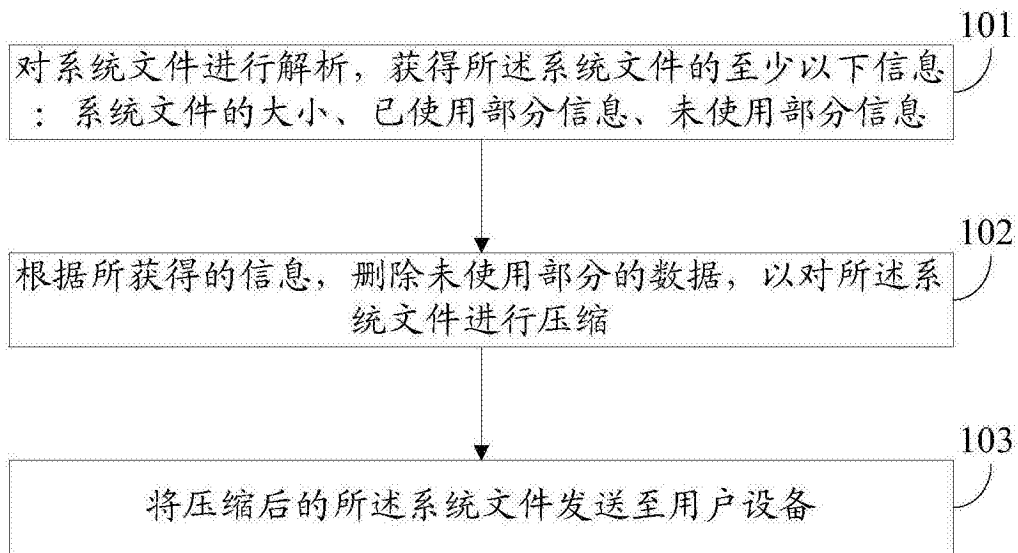 101
对系统文件进行解析，获得所述系统文件的至少以下信息
：系统文件的大小、已使用部分信息、未使用部分信息
102
根据所获得的信息，删除未使用部分的数据，以对所述系
统文件进行压缩
103
将压缩后的所述系统文件发送至用户设备